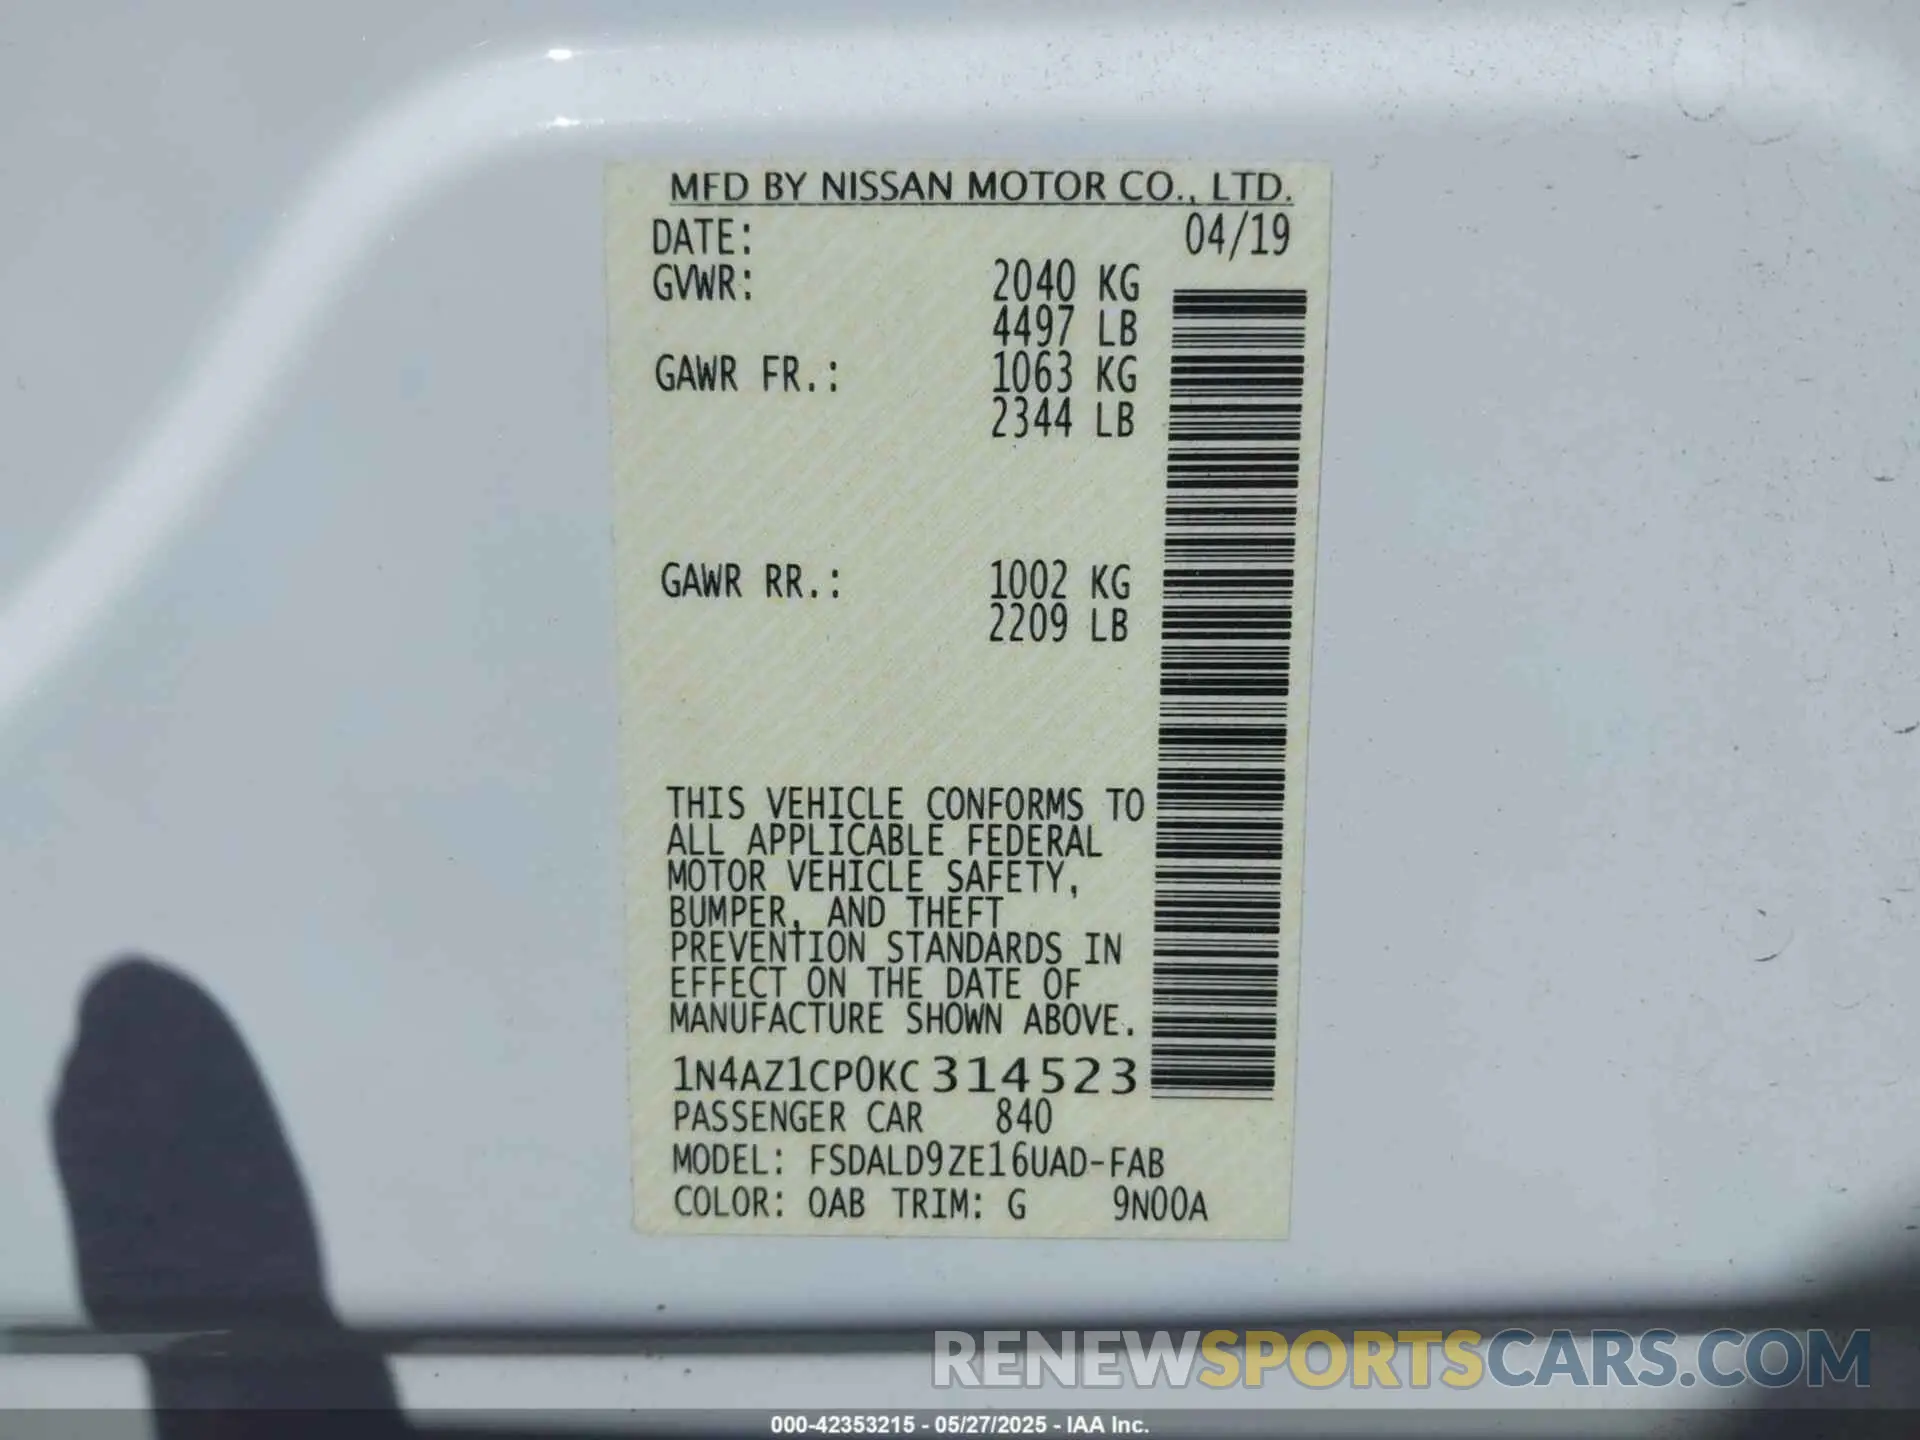 MFD BY NISSAN MOTOR CO., LTD.
DATE: 04/19
GVWR: 2040 KG
4497 LB
GAWR FR.: 1063 KG
2344 LB
GAWR RR.: 1002 KG
2209 LB
THIS VEHICLE CONFORMS TO
ALL APPLICABLE FEDERAL
MOTOR VEHICLE SAFETY,
BUMPER, AND THEFT
PREVENTION STANDARDS IN
EFFECT ON THE DATE OF
MANUFACTURE SHOWN ABOVE.
1N4AZ1CP0KC314523
PASSENGER CAR 840
MODEL: FSDALD9ZE16UAD-FAB
COLOR: QAB TRIM: G 9N00A
RENEWSPORTSCARS.COM
000-42353215 - 05/27/2025 - IAA Inc.